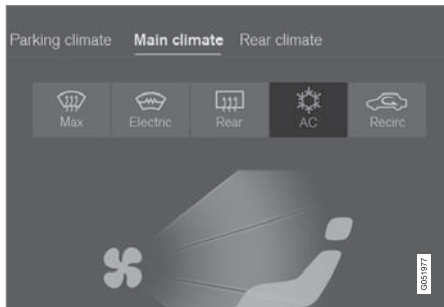 Parking climate Main climate Rear climate
Max Electric Rear AC Recirc
G051977